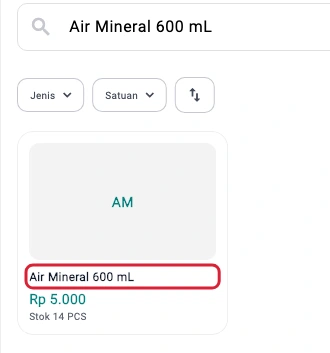 Air Mineral 600 mL
Jenis
Satuan
AM
Air Mineral 600 mL
Rp 5.000
Stok 14 PCS